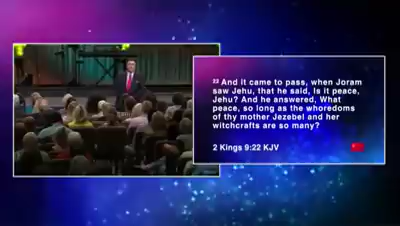 22 And it came to pass, when Joram
saw Jehu, that he said, Is it peace,
Jehu? And he answered, What
peace, so long as the whoredoms
of thy mother Jezebel and her
witchcrafts are so many?
2 Kings 9:22 KJV